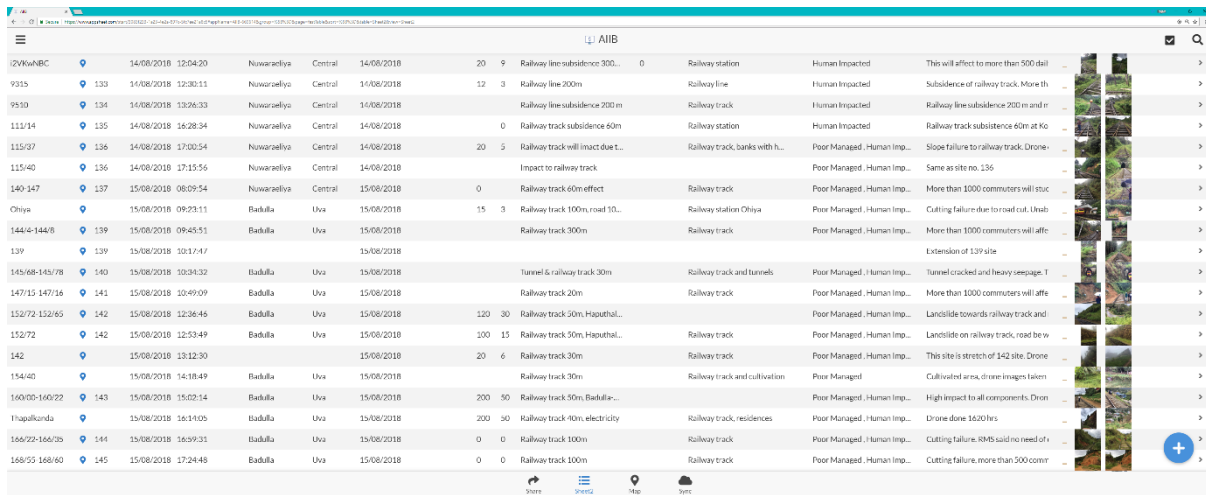 AIIB
i2VKwNBC 14/08/2018 12:04:20 Nuwaraeliya Central 14/08/2018 20 9 Railway line subsidence 300... 0 Railway station Human Impacted This will affect to more than 500 dail
9315 133 14/08/2018 12:30:11 Nuwaraeliya Central 14/08/2018 12 3 Railway line 200m Railway line Human Impacted Subsidence of railway track. More th
9510 134 14/08/2018 13:26:33 Nuwaraeliya Central 14/08/2018 Railway line subsidence 200 m Railway track Human Impacted Railway line subsidence 200 m and m
111/14 135 14/08/2018 16:28:34 Nuwaraeliya Central 14/08/2018 0 Railway track subsidence 60m Railway station Human Impacted Railway track subsistence 60m at Ko
115/37 136 14/08/2018 17:00:54 Nuwaraeliya Central 14/08/2018 20 5 Railway track will imact due t... Railway track, banks with h... Poor Managed , Human Imp... Slope failure to railway track. Drone
115/40 136 14/08/2018 17:15:56 Nuwaraeliya Central 14/08/2018 Impact to railway track Poor Managed , Human Imp... Same as site no. 136
140-147 137 15/08/2018 08:09:54 Nuwaraeliya Central 15/08/2018 0 Railway track 60m effect Railway track Poor Managed , Human Imp... More than 1000 commuters will stuc
Ohiya 15/08/2018 09:23:11 Badulla Uva 15/08/2018 15 3 Railway track 100m, road 10... Railway station Ohiya Poor Managed , Human Imp... Cutting failure due to road cut. Unab
144/4-144/8 139 15/08/2018 09:45:51 Badulla Uva 15/08/2018 Railway track 300m Railway track Poor Managed , Human Imp... More than 1000 commuters will affe
139 139 15/08/2018 10:17:47 15/08/2018 Extension of 139 site
145/68-145/78 140 15/08/2018 10:34:32 Badulla Uva 15/08/2018 Tunnel & railway track 30m Railway track and tunnels Poor Managed , Human Imp... Tunnel cracked and heavy seepage. T
147/15-147/16 141 15/08/2018 10:49:09 Badulla Uva 15/08/2018 Railway track 20m Railway track Poor Managed , Human Imp... More than 1000 commuters will affe
152/72-152/65 142 15/08/2018 12:36:46 Badulla Uva 15/08/2018 120 30 Railway track 50m, Haputhal... Railway track Poor Managed , Human Imp... Landslide towards railway track and
152/72 142 15/08/2018 12:53:49 Badulla Uva 15/08/2018 100 15 Railway track 50m, Haputhal... Railway track Poor Managed , Human Imp... Landslide on railway track, road be w
142 15/08/2018 13:12:30 15/08/2018 20 6 Railway track 30m Railway track Poor Managed , Human Imp... This site is stretch of 142 site. Drone
154/40 15/08/2018 14:18:49 Badulla Uva 15/08/2018 Railway track 30m Railway track and cultivation Poor Managed Cultivated area, drone images taken
160/00-160/22 143 15/08/2018 15:02:14 Badulla Uva 15/08/2018 200 50 Railway track 50m, Badulla-... Railway track Poor Managed , Human Imp... High impact to all components. Dron
Thapalkanda 15/08/2018 16:14:05 Badulla Uva 15/08/2018 200 50 Railway track 40m, electricity Railway track, residences Poor Managed , Human Imp... Drone done 1620 hrs
166/22-166/35 144 15/08/2018 16:59:31 Badulla Uva 15/08/2018 0 0 Railway track 100m Railway track Poor Managed , Human Imp... Cutting failure. RMS said no need of
168/55-168/60 145 15/08/2018 17:24:48 Badulla Uva 15/08/2018 0 0 Railway track 100m Railway track Poor Managed , Human Imp... Cutting failure, more than 500 comm
Share Sheet2 Map Sync